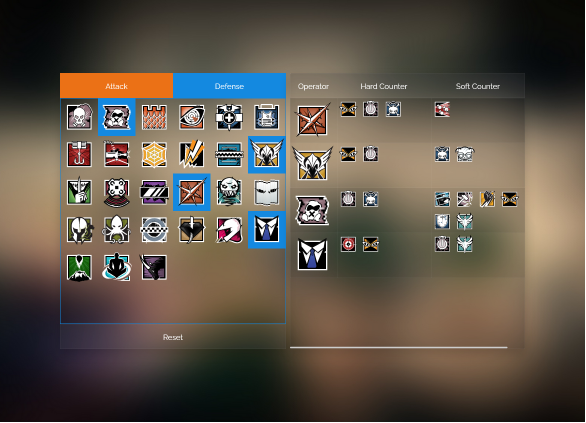 Attack
Defense
Operator
Hard Counter
Soft Counter
Reset